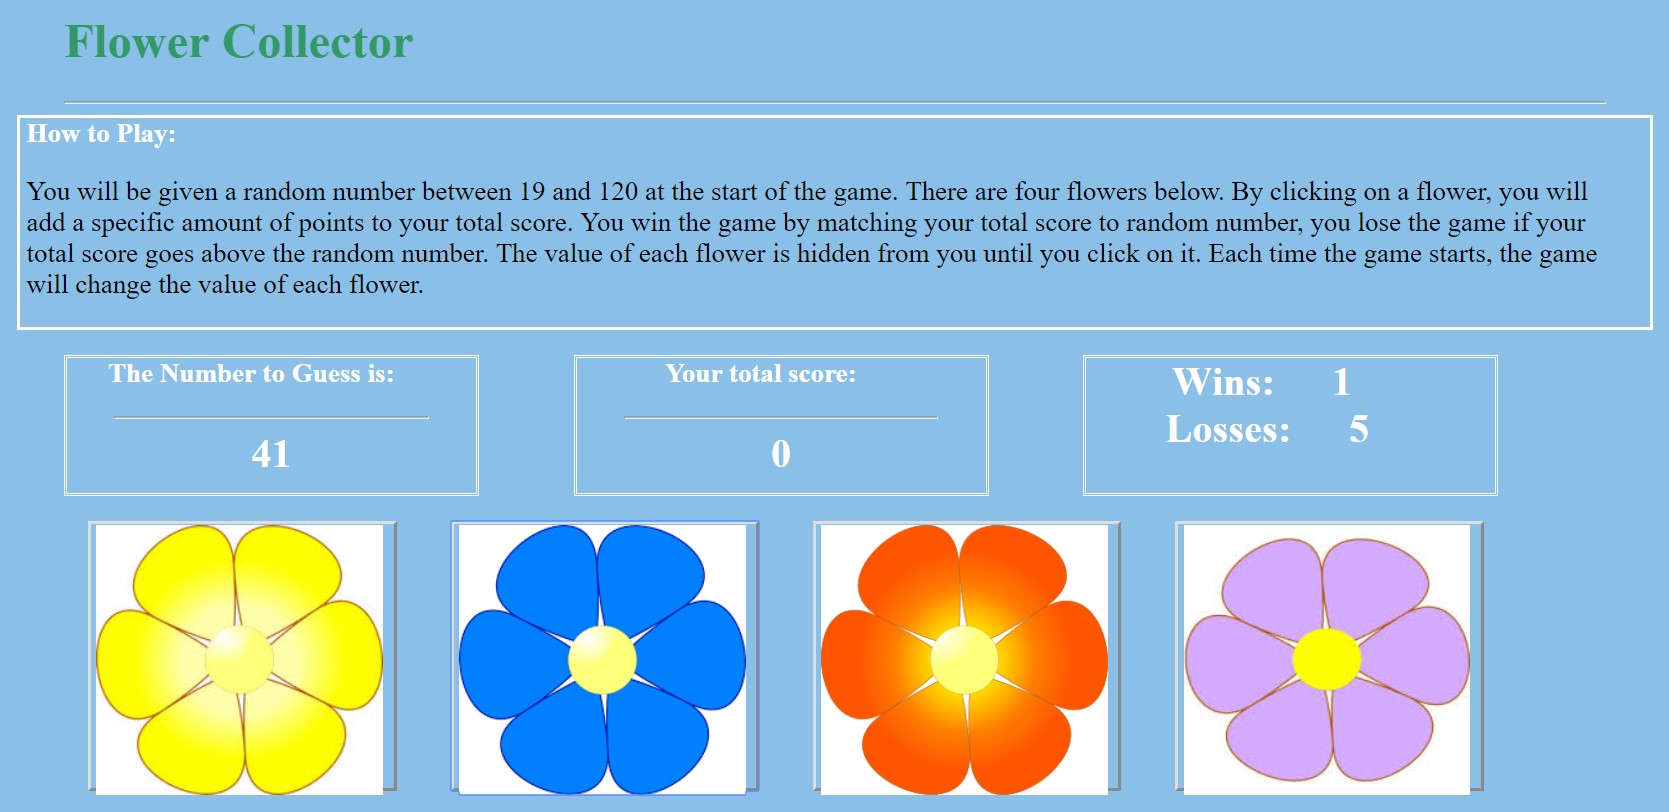 Flower Collector
How to Play:
You will be given a random number between 19 and 120 at the start of the game. There are four flowers below. By clicking on a flower, you will
add a specific amount of points to your total score. You win the game by matching your total score to random number, you lose the game if your
total score goes above the random number. The value of each flower is hidden from you until you click on it. Each time the game starts, the game
will change the value of each flower.
The Number to Guess is:
41
Your total score:
0
Wins: 1
Losses: 5